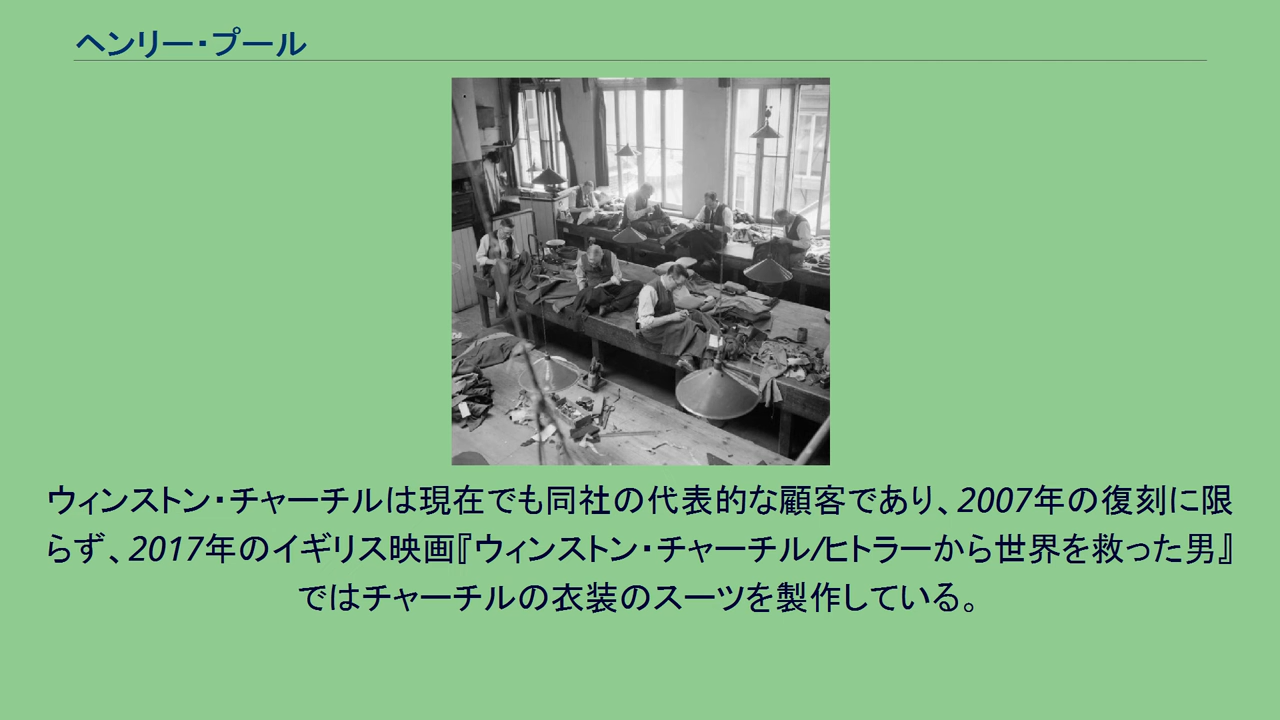 ヘンリー・プール
ウィンストン・チャーチルは現在でも同社の代表的な顧客であり、2007年の復刻に限
らず、2017年のイギリス映画『ウィンストン・チャーチル/ヒトラーから世界を救った男』
ではチャーチルの衣装のスーツを製作している。